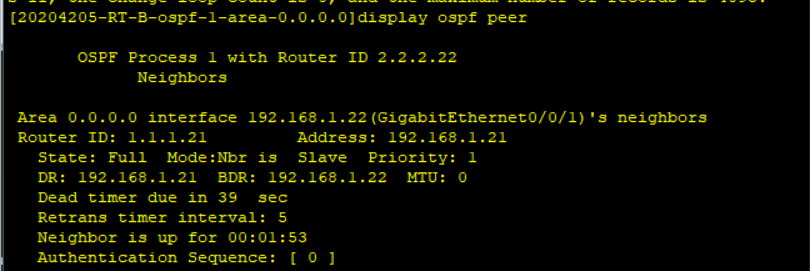 [20204205-RT-B-ospf-1-area-0.0.0.0]display ospf peer
OSPF Process 1 with Router ID 2.2.2.22
Neighbors
Area 0.0.0.0 interface 192.168.1.22(GigabitEthernet0/0/1)'s neighbors
Router ID: 1.1.1.21 Address: 192.168.1.21
State: Full Mode:Nbr is Slave Priority: 1
DR: 192.168.1.21 BDR: 192.168.1.22 MTU: 0
Dead timer due in 39 sec
Retrans timer interval: 5
Neighbor is up for 00:01:53
Authentication Sequence: [ 0 ]